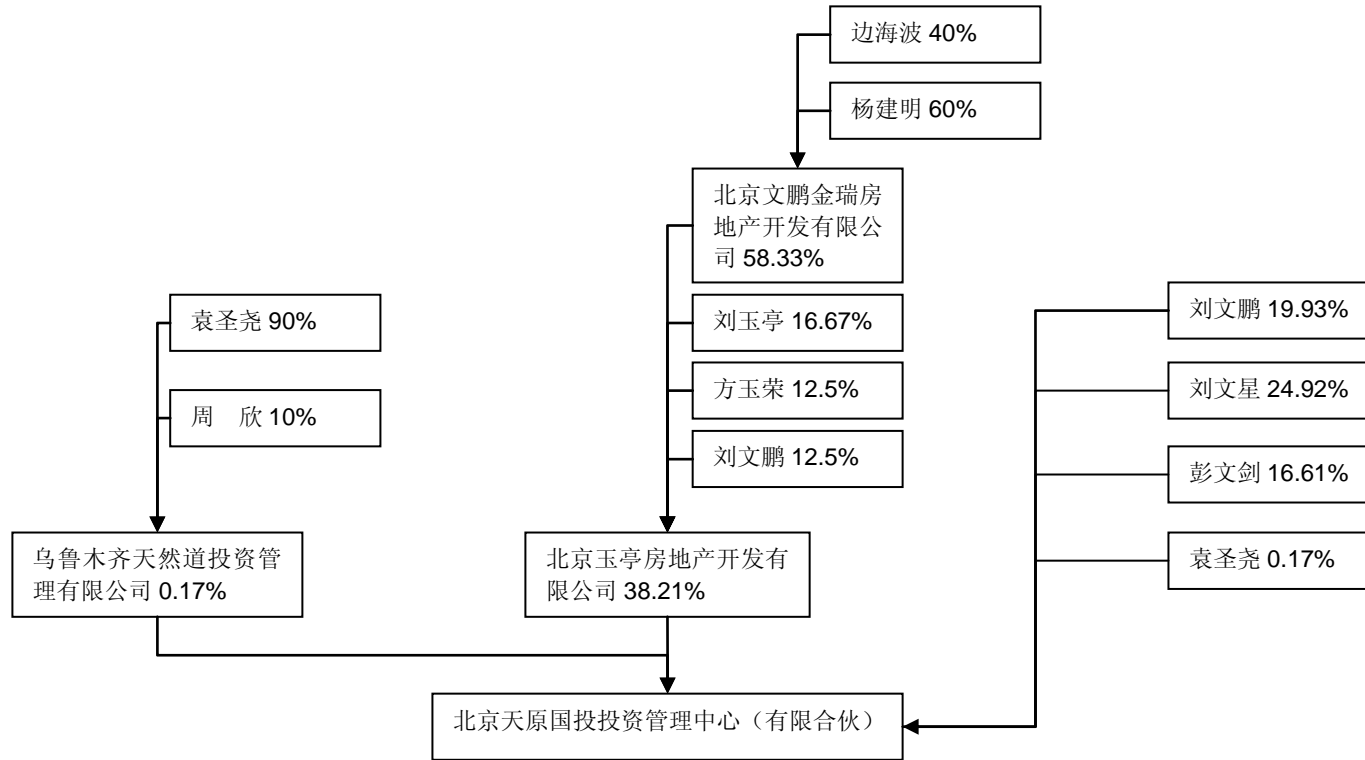 边海波 40%
杨建明 60%
北京文鹏金瑞房
地产开发有限公
司 58.33%
袁圣尧 90%
周 欣 10%
刘玉亭 16.67%
方玉荣 12.5%
刘文鹏 12.5%
刘文鹏 19.93%
刘文星 24.92%
彭文剑 16.61%
袁圣尧 0.17%
乌鲁木齐天然道投资管
理有限公司 0.17%
北京玉亭房地产开发有
限公司 38.21%
北京天原国投投资管理中心（有限合伙）